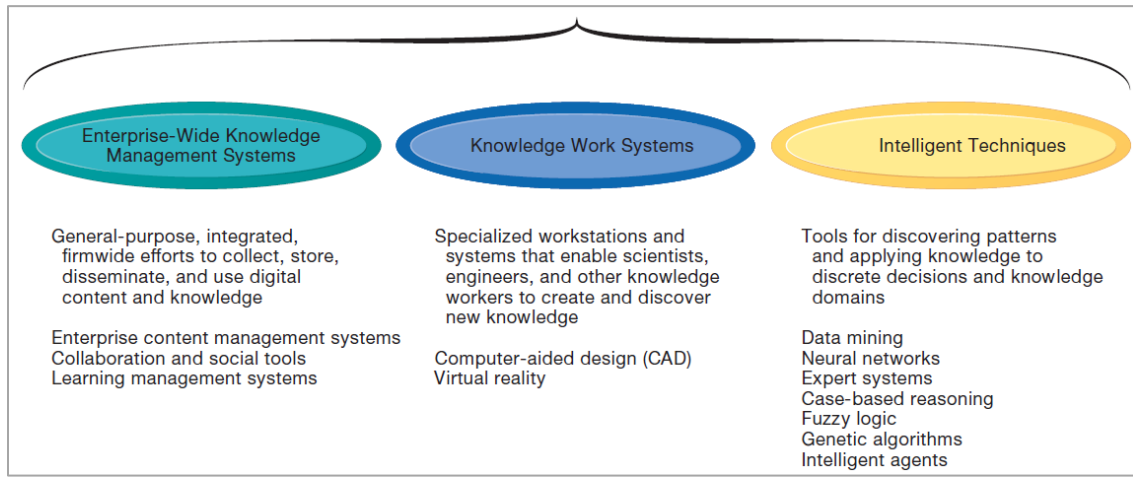 Enterprise-Wide Knowledge
Management Systems
General-purpose, integrated,
firmwide efforts to collect, store,
disseminate, and use digital
content and knowledge
Enterprise content management systems
Collaboration and social tools
Learning management systems
Knowledge Work Systems
Specialized workstations and
systems that enable scientists,
engineers, and other knowledge
workers to create and discover
new knowledge
Computer-aided design (CAD)
Virtual reality
Intelligent Techniques
Tools for discovering patterns
and applying knowledge to
discrete decisions and knowledge
domains
Data mining
Neural networks
Expert systems
Case-based reasoning
Fuzzy logic
Genetic algorithms
Intelligent agents